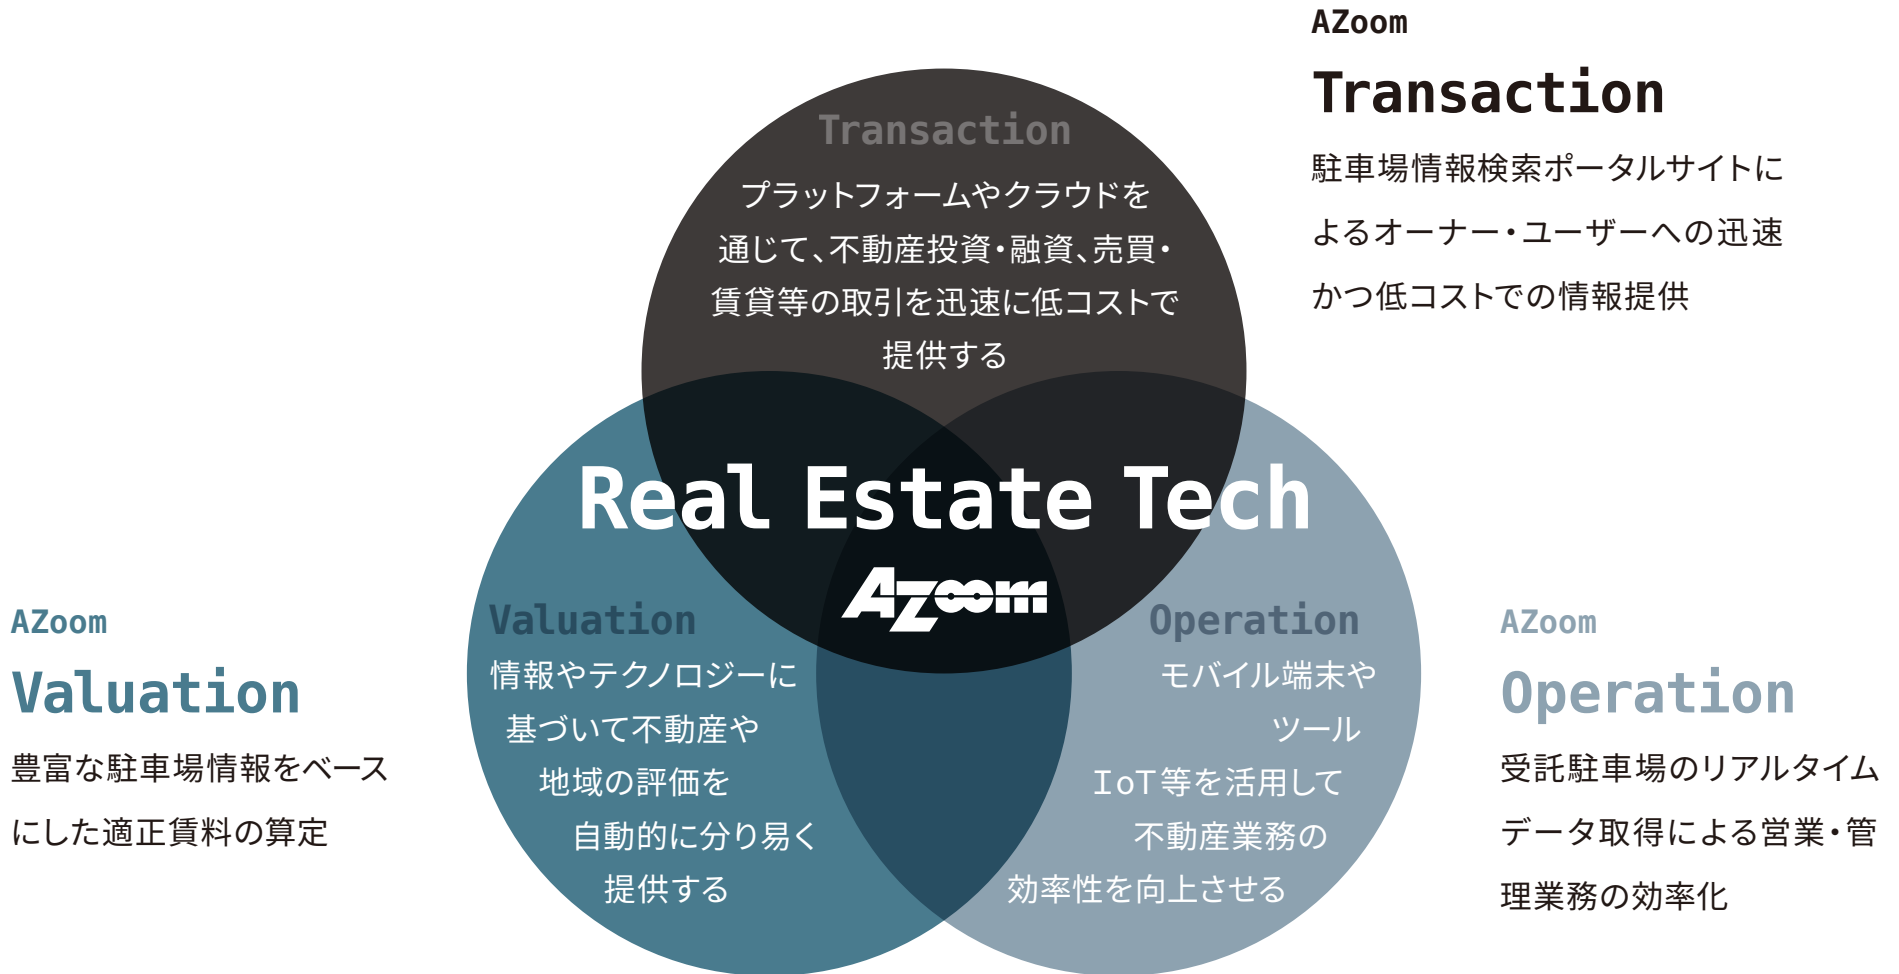 AZoom
Transaction
駐車場情報検索ポータルサイトに
よるオーナー・ユーザーへの迅速
かつ低コストでの情報提供
Transaction
プラットフォームやクラウドを
通じて、不動産投資・融資、売買・
賃貸等の取引を迅速に低コストで
提供する
Real Estate Tech
AZoom
AZoom
Valuation
豊富な駐車場情報をベース
にした適正賃料の算定
Valuation
情報やテクノロジーに
基づいて不動産や
地域の評価を
自動的に分り易く
提供する
Operation
モバイル端末や
ツール
IoT等を活用して
不動産業務の
効率性を向上させる
AZoom
Operation
受託駐車場のリアルタイム
データ取得による営業・管
理業務の効率化